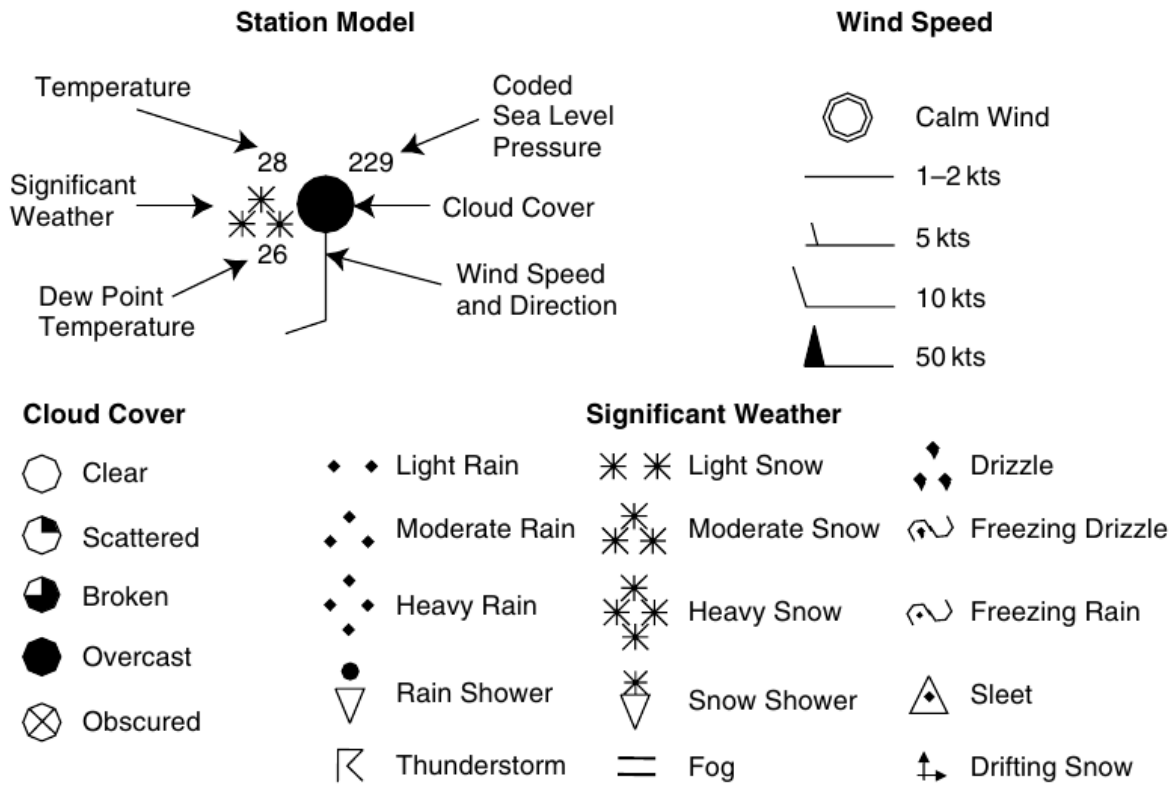 Station Model
Temperature
Coded
Sea Level
Pressure
28
229
Significant
Weather
Cloud Cover
26
Dew Point
Temperature
Wind Speed
and Direction
Wind Speed
Calm Wind
1–2 kts
5 kts
10 kts
50 kts
Cloud Cover
Clear
Scattered
Broken
Overcast
Obscured
Significant Weather
Light Rain
Moderate Rain
Heavy Rain
Rain Shower
Thunderstorm
Light Snow
Moderate Snow
Heavy Snow
Snow Shower
Fog
Drizzle
Freezing Drizzle
Freezing Rain
Sleet
Drifting Snow